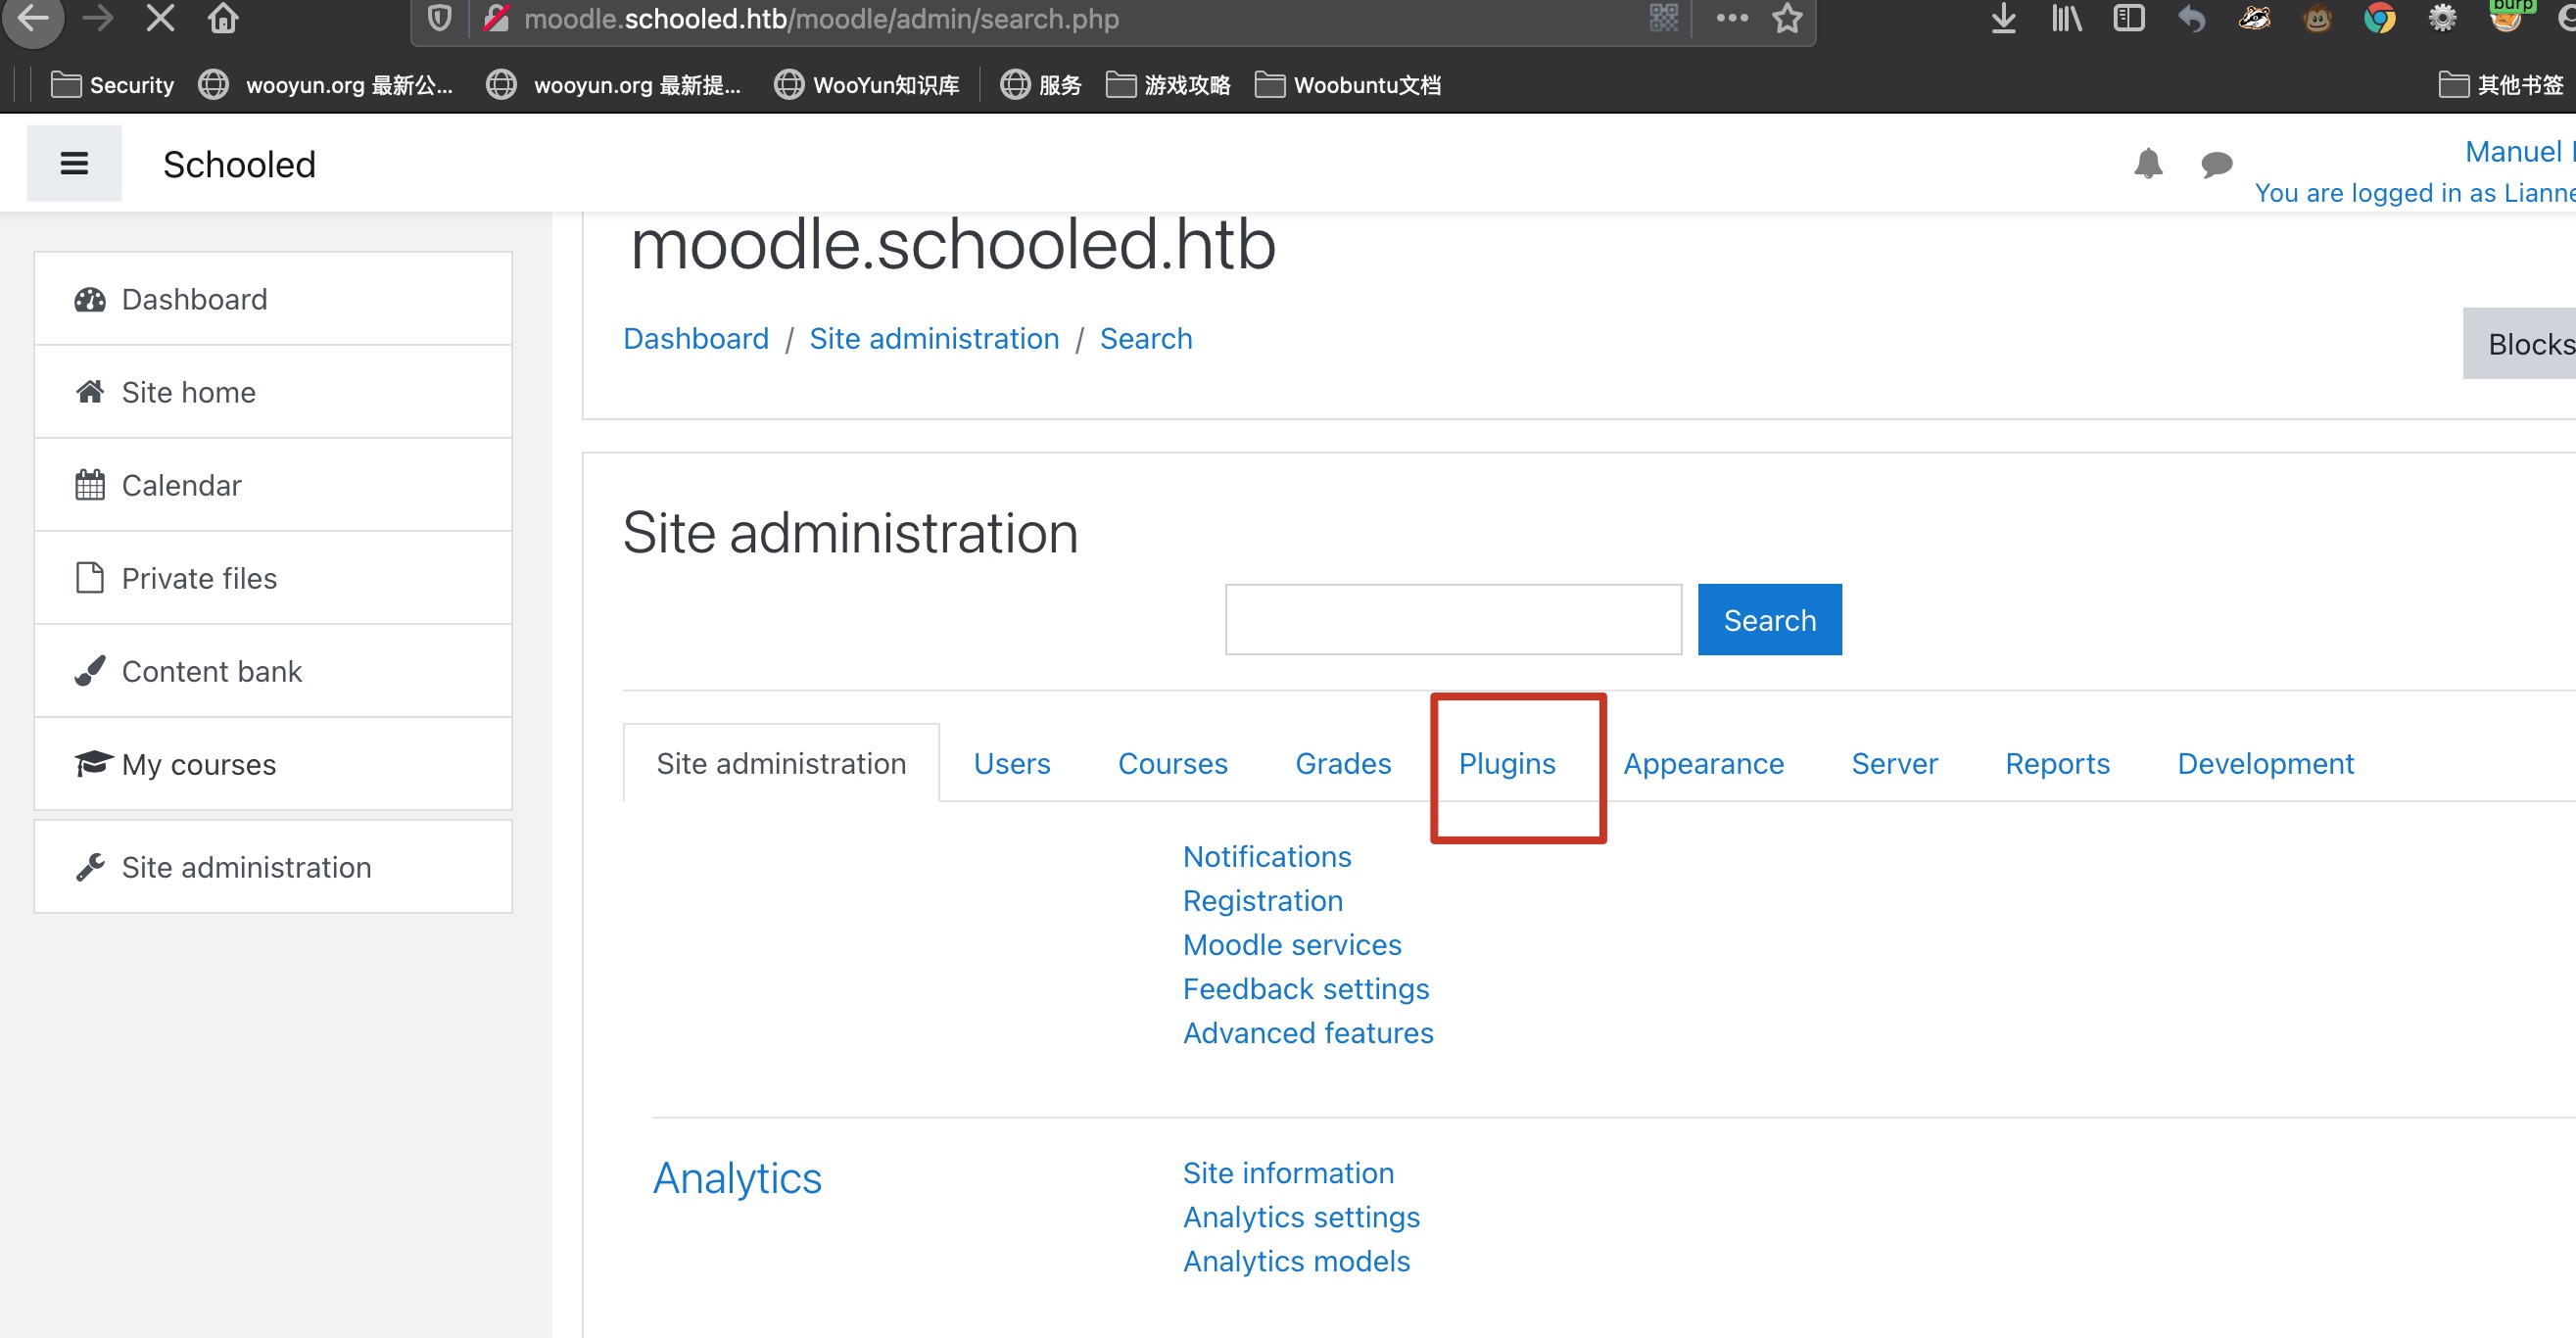 moodle.schooled.htb/moodle/admin/search.php
burp
Security wooyun.org 最新公... wooyun.org 最新提... WooYun知识库 服务 游戏攻略 Woobuntu文档 其他书签
Schooled
Manuel
You are logged in as Lianne
moodle.schooled.htb
Dashboard / Site administration / Search
Blocks
Dashboard
Site home
Calendar
Private files
Content bank
My courses
Site administration
Site administration
Search
Site administration Users Courses Grades Plugins Appearance Server Reports Development
Notifications
Registration
Moodle services
Feedback settings
Advanced features
Analytics
Site information
Analytics settings
Analytics models